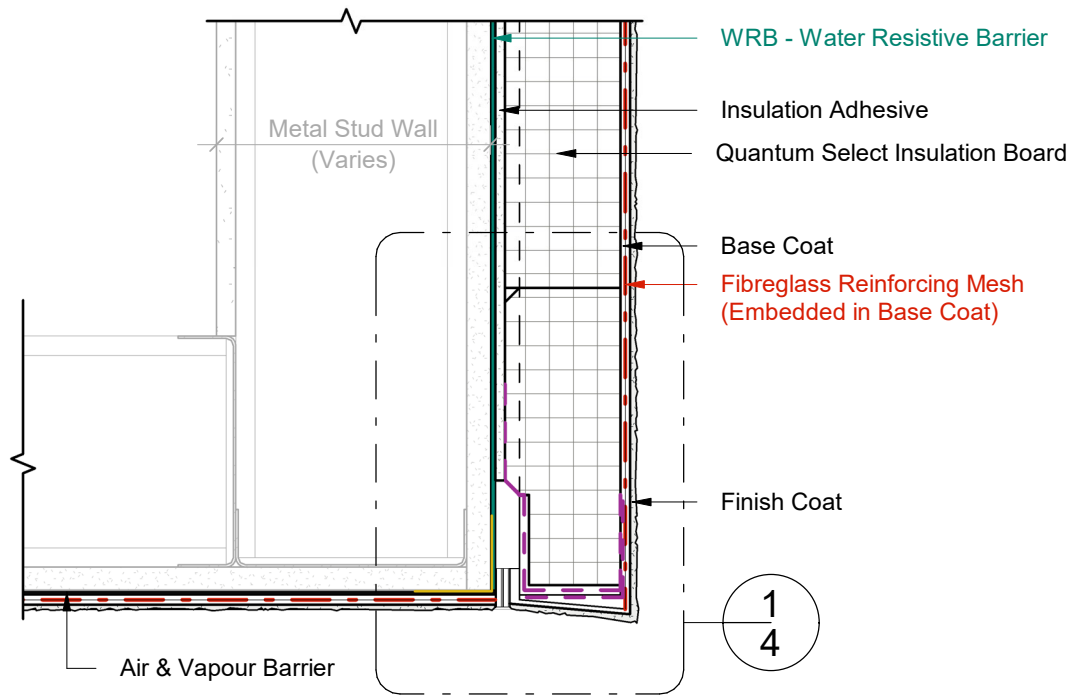 WRB - Water Resistive Barrier
Insulation Adhesive
Metal Stud Wall
(Varies)
Quantum Select Insulation Board
Base Coat
Fibreglass Reinforcing Mesh
(Embedded in Base Coat)
Finish Coat
1
4
Air & Vapour Barrier